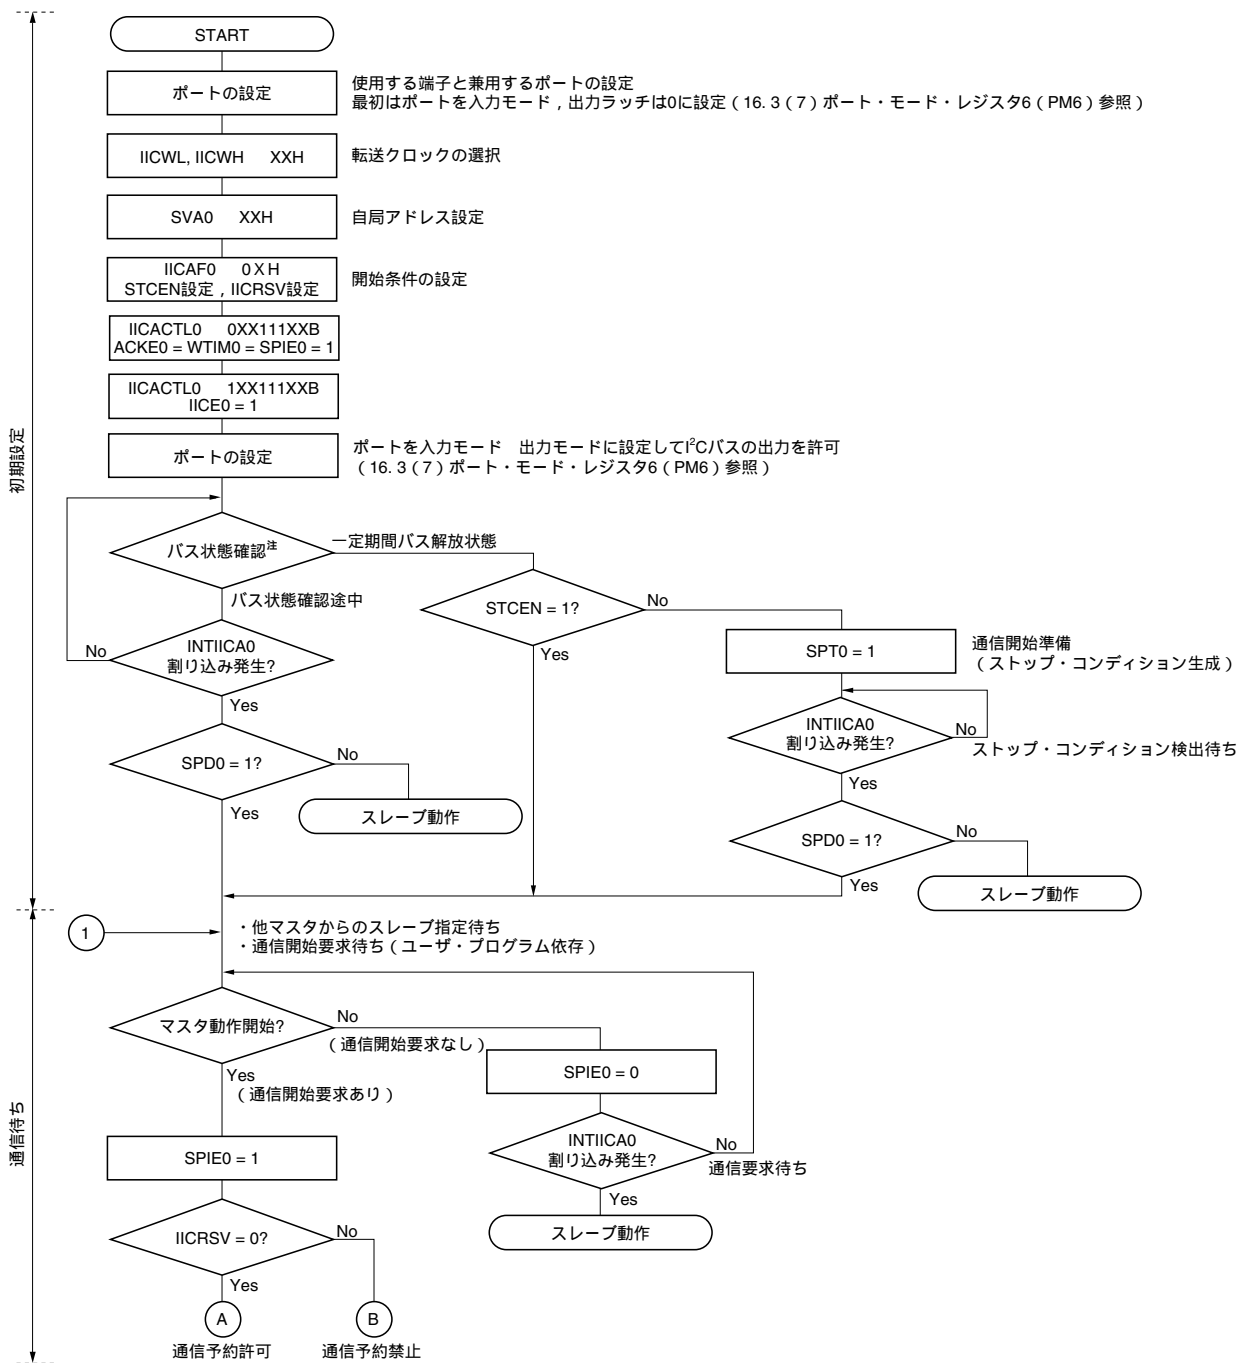 START
ポートの設定
使用する端子と兼用するポートの設定
最初はポートを入力モード,出力ラッチは0に設定(16. 3(7)ポート・モード・レジスタ6(PM6)参照)
IICWL, IICWH XXH
転送クロックの選択
SVA0 XXH
自局アドレス設定
IICAF0 0XH
STCEN設定,IICRSV設定
開始条件の設定
IICACTL0 0XX111XXB
ACKE0 = WTIM0 = SPIE0 = 1
IICACTL0 1XX111XXB
IICE0 = 1
ポートの設定
ポートを入力モード 出力モードに設定してI²Cバスの出力を許可
(16. 3(7)ポート・モード・レジスタ6(PM6)参照)
初期設定
バス状態確認注
一定期間バス解放状態
バス状態確認途中
STCEN = 1?
No
Yes
SPT0 = 1
通信開始準備
(ストップ・コンディション生成)
INTIICA0
割り込み発生?
No
Yes
INTIICA0
割り込み発生?
No
ストップ・コンディション検出待ち
Yes
SPD0 = 1?
No
Yes
スレーブ動作
SPD0 = 1?
No
Yes
スレーブ動作
1
・他マスタからのスレーブ指定待ち
・通信開始要求待ち(ユーザ・プログラム依存)
マスタ動作開始?
No
(通信開始要求なし)
Yes
(通信開始要求あり)
SPIE0 = 0
通信待ち
SPIE0 = 1
INTIICA0
割り込み発生?
No
通信要求待ち
Yes
スレーブ動作
IICRSV = 0?
No
Yes
A
B
通信予約許可
通信予約禁止